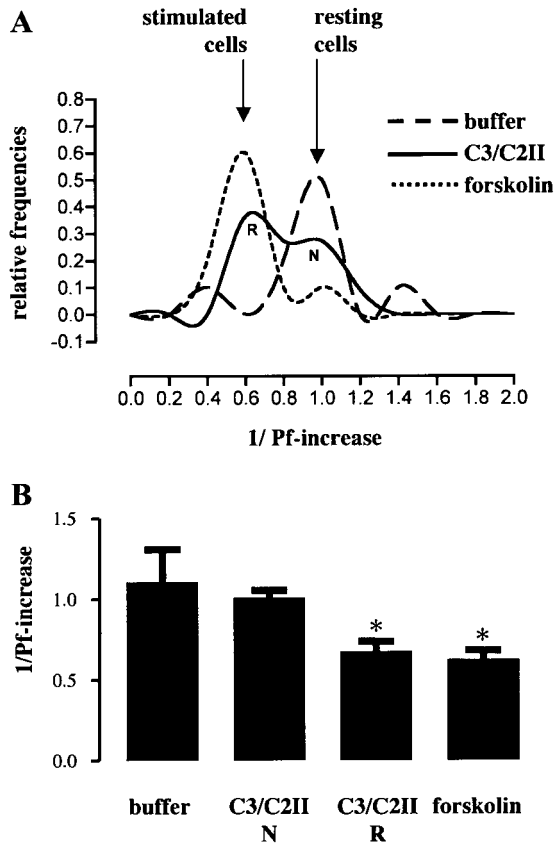 A
stimulated
cells
resting
cells
buffer
C3/C2II
forskolin
relative frequencies
0.8
0.7
0.6
0.5
0.4
0.3
0.2
0.1
0.0
-0.1
R
N
0.0 0.2 0.4 0.6 0.8 1.0 1.2 1.4 1.6 1.8 2.0
1/ Pf-increase
B
1/Pf-increase
1.5
1.0
0.5
0.0
*
*
buffer
C3/C2II
N
C3/C2II
R
forskolin